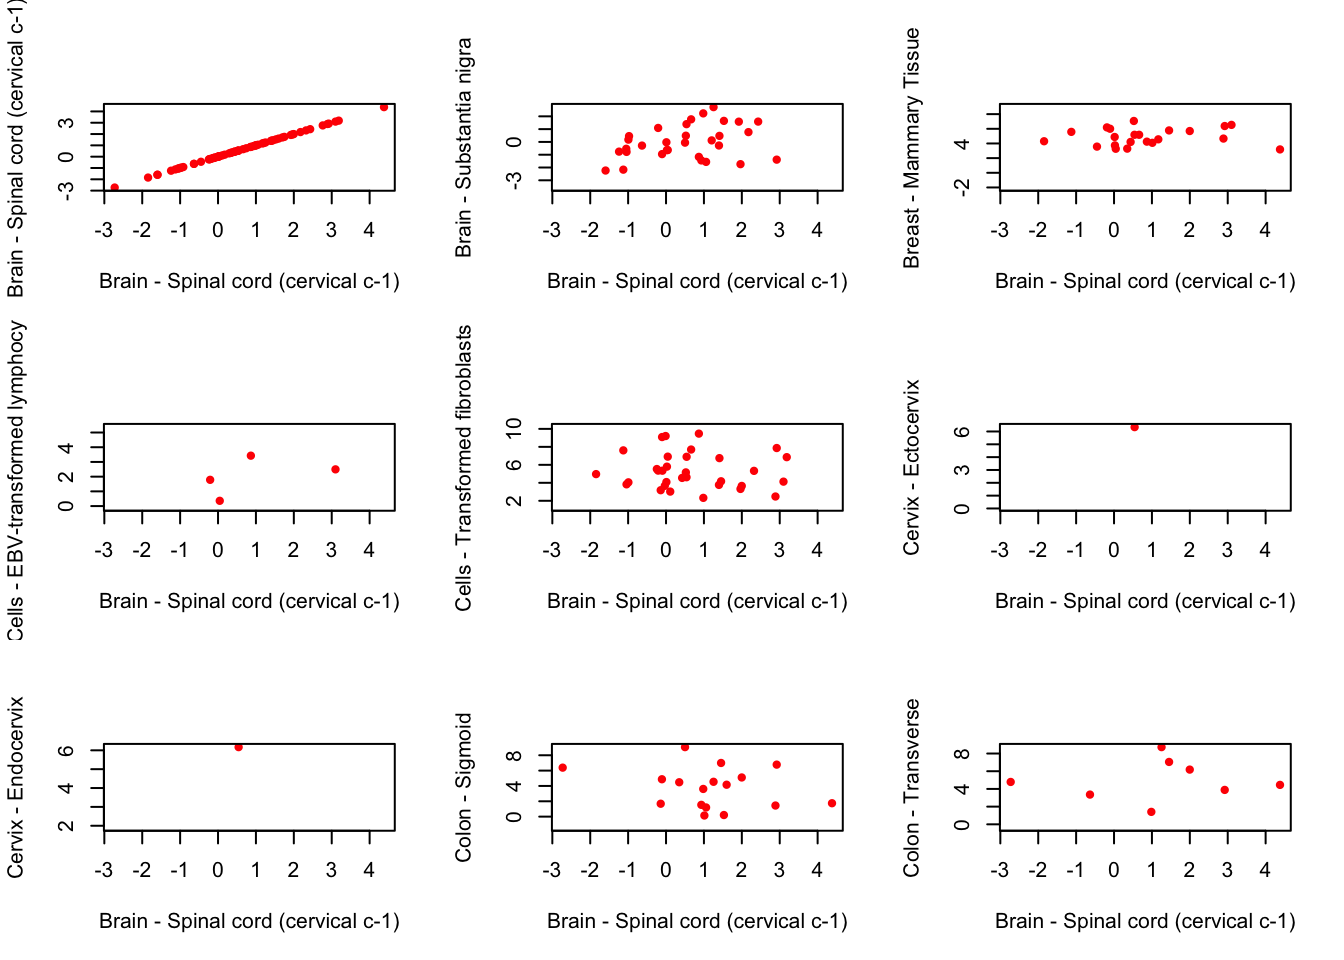 Brain - Spinal cord (cervical c-1)
3
0
-3
-3 -2 -1 0 1 2 3 4
Brain - Spinal cord (cervical c-1)
Brain - Substantia nigra
0
-3
-3 -2 -1 0 1 2 3 4
Brain - Spinal cord (cervical c-1)
Breast - Mammary Tissue
4
-2
-3 -2 -1 0 1 2 3 4
Brain - Spinal cord (cervical c-1)
Cells - EBV-transformed lymphocy
4
2
0
-3 -2 -1 0 1 2 3 4
Brain - Spinal cord (cervical c-1)
Cells - Transformed fibroblasts
10
6
2
-3 -2 -1 0 1 2 3 4
Brain - Spinal cord (cervical c-1)
Cervix - Ectocervix
6
3
0
-3 -2 -1 0 1 2 3 4
Brain - Spinal cord (cervical c-1)
Cervix - Endocervix
6
4
2
-3 -2 -1 0 1 2 3 4
Brain - Spinal cord (cervical c-1)
Colon - Sigmoid
8
4
0
-3 -2 -1 0 1 2 3 4
Brain - Spinal cord (cervical c-1)
Colon - Transverse
8
4
0
-3 -2 -1 0 1 2 3 4
Brain - Spinal cord (cervical c-1)